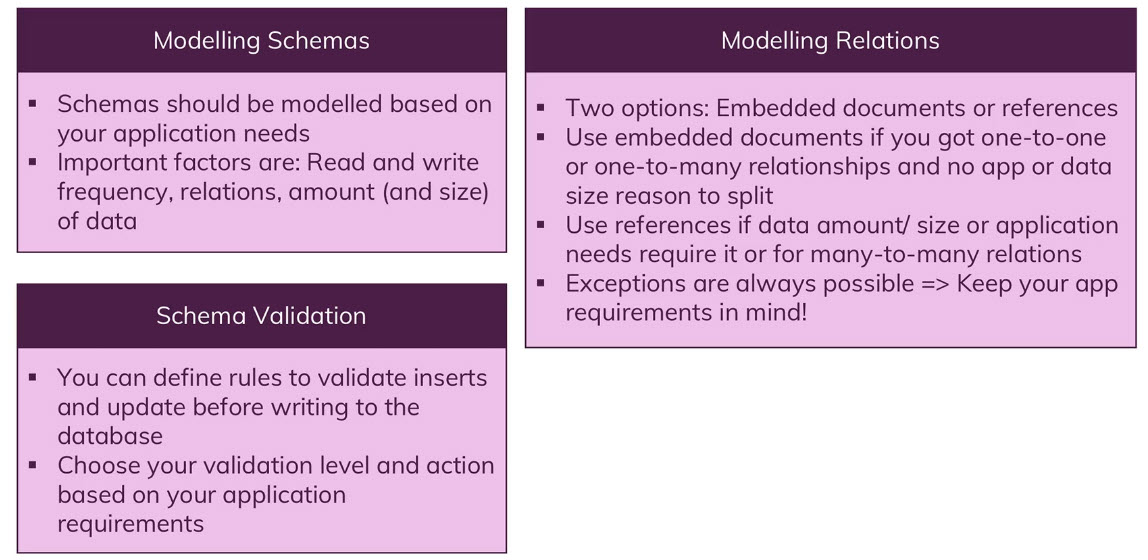 Modelling Schemas
▪ Schemas should be modelled based on
your application needs
▪ Important factors are: Read and write
frequency, relations, amount (and size)
of data
Schema Validation
▪ You can define rules to validate inserts
and update before writing to the
database
▪ Choose your validation level and action
based on your application
requirements
Modelling Relations
▪ Two options: Embedded documents or references
▪ Use embedded documents if you got one-to-one
or one-to-many relationships and no app or data
size reason to split
▪ Use references if data amount/ size or application
needs require it or for many-to-many relations
▪ Exceptions are always possible => Keep your app
requirements in mind!